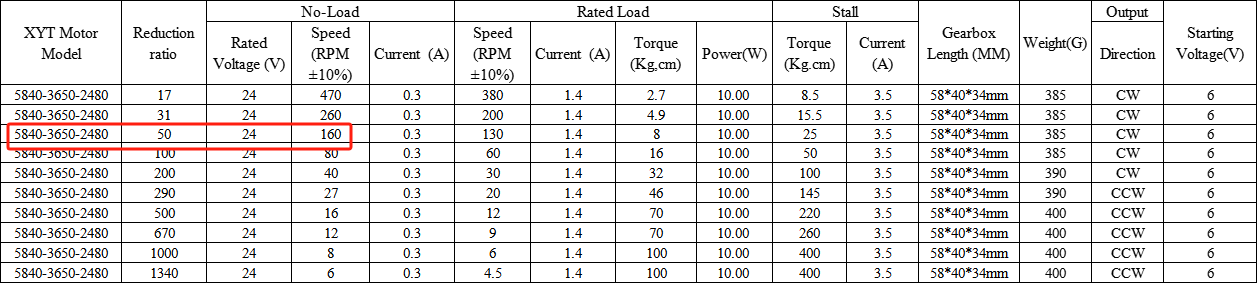 No-Load Rated Load Stall Output
XYT Motor Model Reduction ratio Rated Voltage (V) Speed (RPM ±10%) Current (A) Speed (RPM ±10%) Current (A) Torque (Kg,cm) Power(W) Torque (Kg.cm) Current (A) Gearbox Length (MM) Weight(G) Direction Starting Voltage(V)
5840-3650-2480 17 24 470 0.3 380 1.4 2.7 10.00 8.5 3.5 58*40*34mm 385 CW 6
5840-3650-2480 31 24 260 0.3 200 1.4 4.9 10.00 15.5 3.5 58*40*34mm 385 CW 6
5840-3650-2480 50 24 160 0.3 130 1.4 8 10.00 25 3.5 58*40*34mm 385 CW 6
5840-3650-2480 100 24 80 0.3 60 1.4 16 10.00 50 3.5 58*40*34mm 385 CW 6
5840-3650-2480 200 24 40 0.3 30 1.4 32 10.00 100 3.5 58*40*34mm 390 CW 6
5840-3650-2480 290 24 27 0.3 20 1.4 46 10.00 145 3.5 58*40*34mm 390 CCW 6
5840-3650-2480 500 24 16 0.3 12 1.4 70 10.00 220 3.5 58*40*34mm 400 CCW 6
5840-3650-2480 670 24 12 0.3 9 1.4 70 10.00 260 3.5 58*40*34mm 400 CCW 6
5840-3650-2480 1000 24 8 0.3 6 1.4 100 10.00 400 3.5 58*40*34mm 400 CCW 6
5840-3650-2480 1340 24 6 0.3 4.5 1.4 100 10.00 400 3.5 58*40*34mm 400 CCW 6